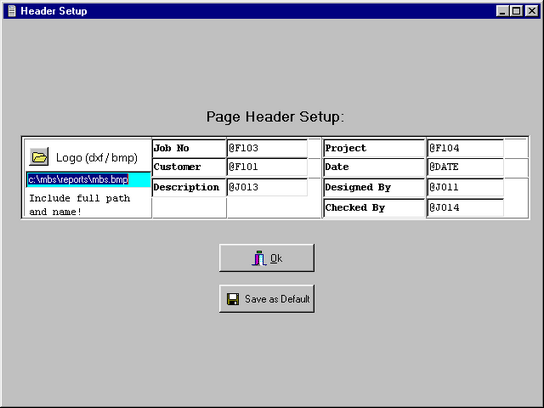 Header Setup
Page Header Setup:
Logo (dxf/bmp)
c:\mbs\reports\mbs.bmp
Include full path
and name!
Job No @F103 Project @F104
Customer @F101 Date @DATE
Description @J013 Designed By @J011
Checked By @J014
Ok
Save as Default